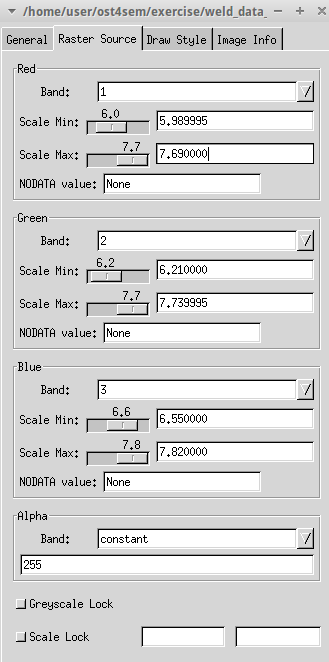 /home/user/ost4sem/exercise/weld_data_
General Raster Source Draw Style Image Info
Red
Band: 1
6.0
Scale Min: 5.989995
7.7
Scale Max: 7.690000
NODATA value: None
Green
Band: 2
6.2
Scale Min: 6.210000
7.7
Scale Max: 7.739995
NODATA value: None
Blue
Band: 3
6.6
Scale Min: 6.550000
7.8
Scale Max: 7.820000
NODATA value: None
Alpha
Band: constant
255
Greyscale Lock
Scale Lock